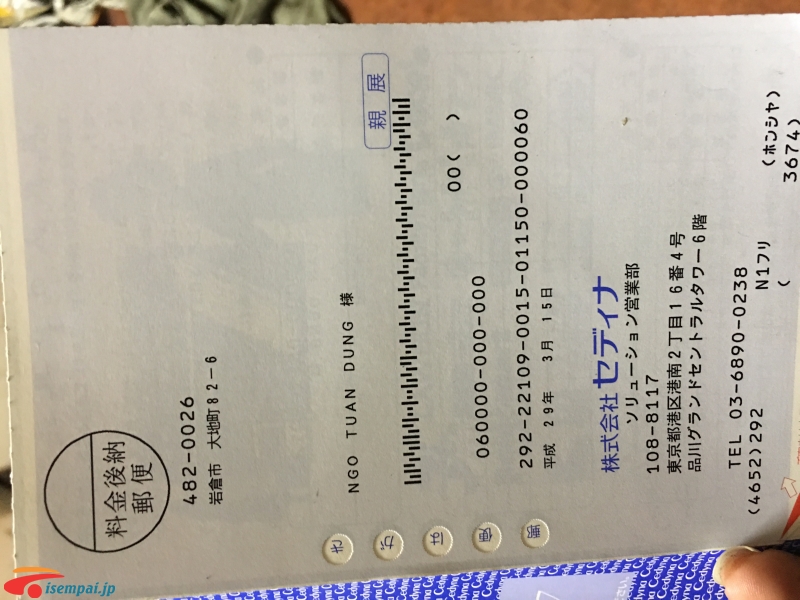 料金後納
郵便
482-0026
岩倉市 大地町82-6
NGO TUAN DUNG 様
親展
00( )
060000-000-000
292-22109-0015-01150-000060
平成 29年 3月 15日
株式会社セディナ
ソリューション営業部
108-8117
東京都港区港南2丁目16番4号
品川グランドセントラルタワー6階
TEL 03-6890-0238
(4652)292 N1フリ (ホンシヤ)
( 3674)
isempai.jp